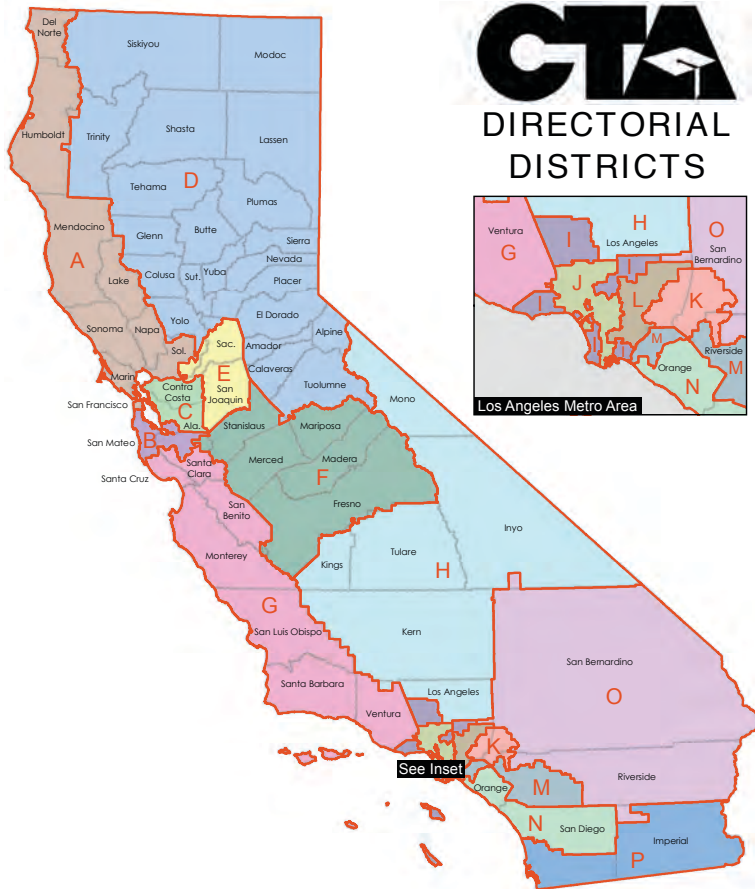 CTA
DIRECTORIAL
DISTRICTS
Del
Norte
Siskiyou
Modoc
Humboldt
Trinity
Shasta
Lassen
Tehama
D
Plumas
Mendocino
Glenn
Butte
Sierra
A
Lake
Colusa
Sut.
Yuba
Nevada
Placer
Sonoma
Napa
Yolo
El Dorado
Alpine
Sol.
Sac.
Amador
Marin
E
Calaveras
Contra
Costa
San
Joaquin
Tuolumne
Mono
San Francisco
C
Ala.
Stanislaus
Mariposa
San Mateo
B
Merced
Madera
Santa
Clara
F
Santa Cruz
Fresno
San
Benito
Inyo
Monterey
Kings
Tulare
H
G
San Luis Obispo
Kern
San Bernardino
Santa Barbara
Los Angeles
O
Ventura
K
See Inset
Riverside
Orange
M
N
San Diego
Imperial
P
Ventura
G
I
H
Los Angeles
O
San
Bernardino
J
I
L
K
I
I
M
Riverside
Orange
M
N
Los Angeles Metro Area